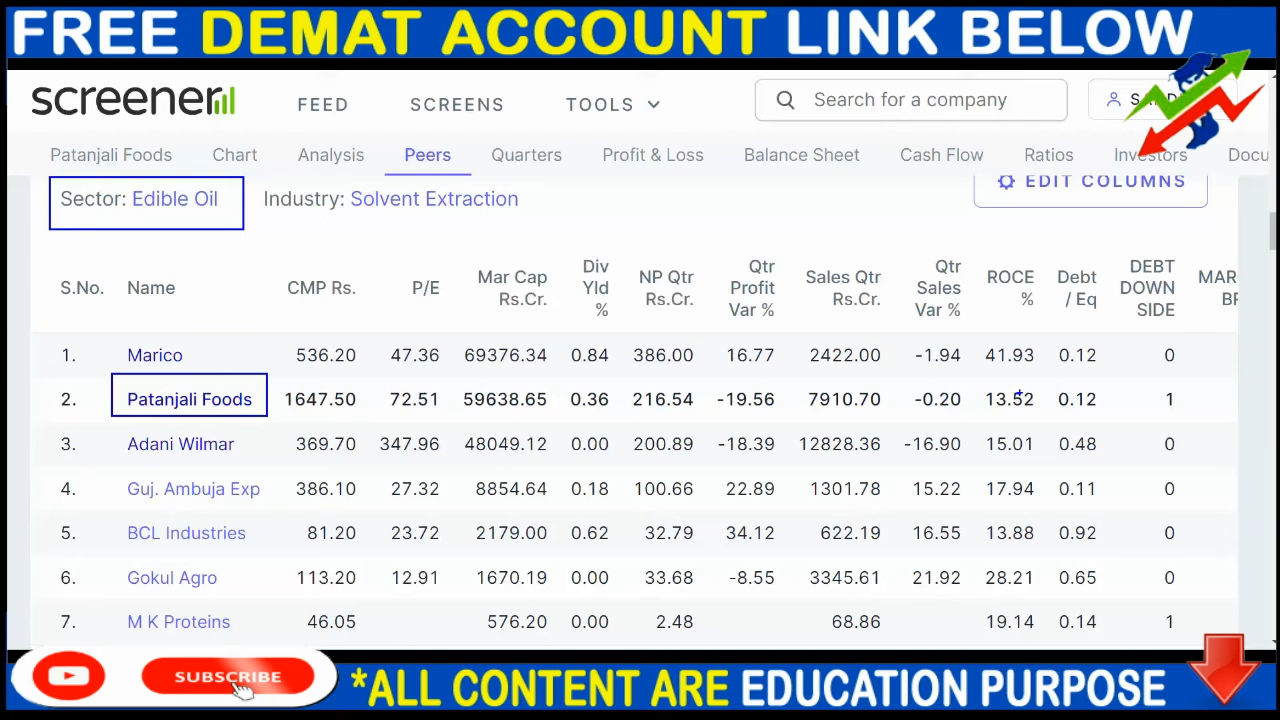 FREE DEMAT ACCOUNT LINK BELOW
screener FEED SCREENS TOOLS Search for a company
Patanjali Foods Chart Analysis Peers Quarters Profit & Loss Balance Sheet Cash Flow Ratios Investors Docu
Sector: Edible Oil Industry: Solvent Extraction EDIT COLUMNS
S.No. Name CMP Rs. P/E Mar Cap Rs.Cr. Div Yld % NP Qtr Rs.Cr. Qtr Profit Var % Sales Qtr Rs.Cr. Qtr Sales Var % ROCE % Debt / Eq DEBT DOWN SIDE
1. Marico 536.20 47.36 69376.34 0.84 386.00 16.77 2422.00 -1.94 41.93 0.12 0
2. Patanjali Foods 1647.50 72.51 59638.65 0.36 216.54 -19.56 7910.70 -0.20 13.52 0.12 1
3. Adani Wilmar 369.70 347.96 48049.12 0.00 200.89 -18.39 12828.36 -16.90 15.01 0.48 0
4. Guj. Ambuja Exp 386.10 27.32 8854.64 0.18 100.66 22.89 1301.78 15.22 17.94 0.11 0
5. BCL Industries 81.20 23.72 2179.00 0.62 32.79 34.12 622.19 16.55 13.88 0.92 0
6. Gokul Agro 113.20 12.91 1670.19 0.00 33.68 -8.55 3345.61 21.92 28.21 0.65 0
7. M K Proteins 46.05 576.20 0.00 2.48 68.86 19.14 0.14 1
SUBSCRIBE *ALL CONTENT ARE EDUCATION PURPOSE